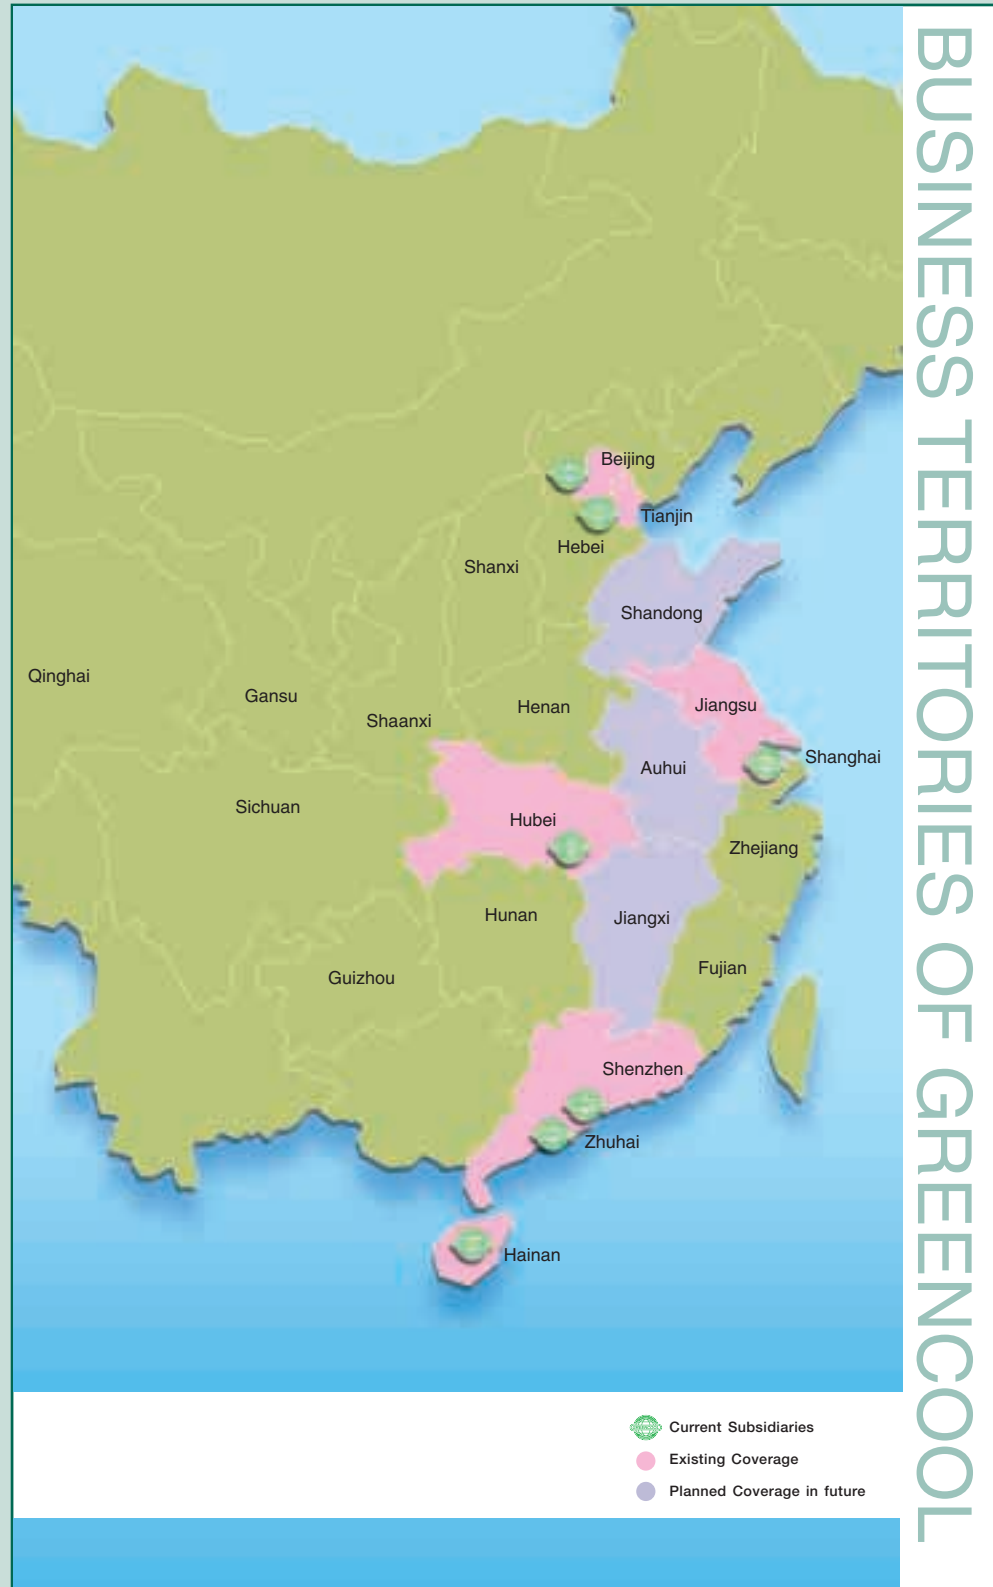 BUSINESS TERRITORIES OF GREENCOOL
Beijing
Tianjin
Hebei
Shanxi
Shandong
Qinghai
Gansu
Shaanxi
Henan
Jiangsu
Shanghai
Auhui
Sichuan
Hubei
Zhejiang
Hunan
Jiangxi
Guizhou
Fujian
Shenzhen
Zhuhai
Hainan
Current Subsidiaries
Existing Coverage
Planned Coverage in future